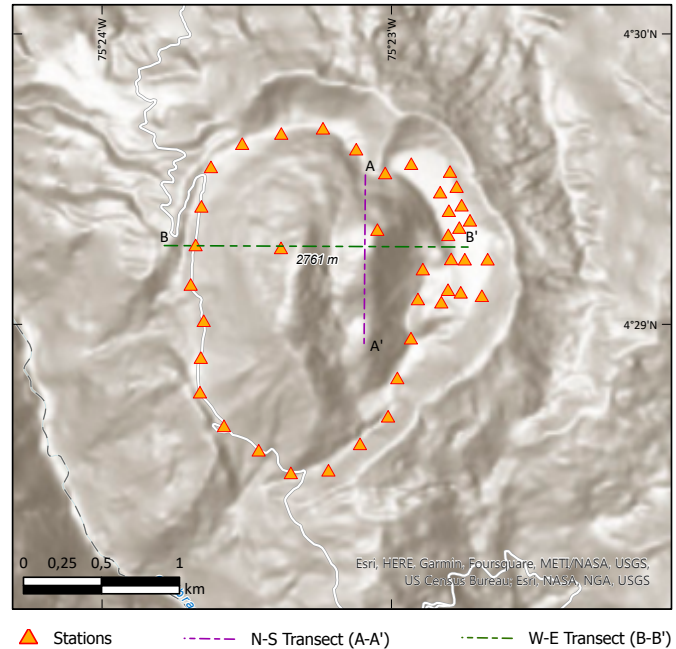 75°24'W
75°23'W
4°30'N
A
B
B'
2761 m
4°29'N
A'
0 0,25 0,5 1
km
Esri, HERE, Garmin, Foursquare, METI/NASA, USGS,
US Census Bureau, Esri, NASA, NGA, USGS
Stations
N-S Transect (A-A')
W-E Transect (B-B')